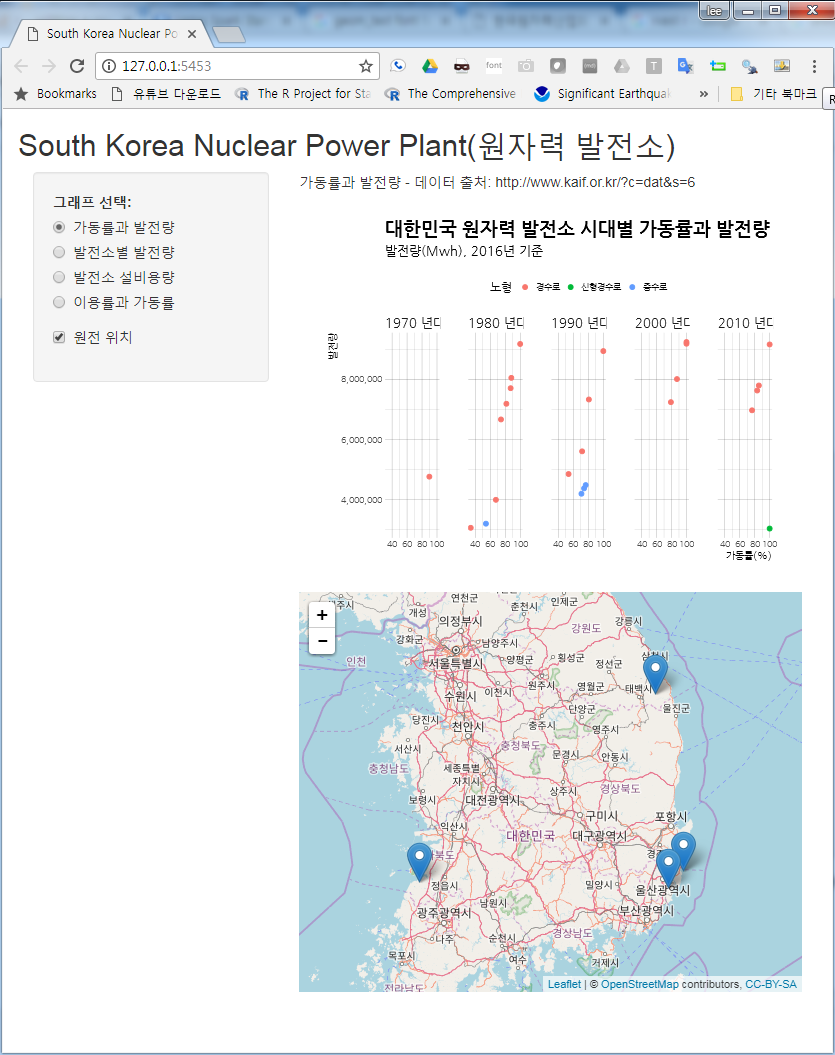 lee
South Korea Nuclear Po
127.0.0.1:5453
font
T
Bookmarks 유튜브 다운로드 The R Project for Sta The Comprehensive Significant Earthqua » 기타 북마크
R
South Korea Nuclear Power Plant(원자력 발전소)
그래프 선택:
가동률과 발전량
발전소별 발전량
발전소 설비용량
이용률과 가동률
원전 위치
가동률과 발전량 - 데이터 출처: http://www.kaif.or.kr/?c=dat&s=6
대한민국 원자력 발전소 시대별 가동률과 발전량
발전량(Mwh), 2016년 기준
노형 경수로 신형경수로 중수로
1970 년대 1980 년대 1990 년대 2000 년대 2010 년대
발전량
8,000,000
6,000,000
4,000,000
40 60 80 100 40 60 80 100 40 60 80 100 40 60 80 100 40 60 80 100
가동률(%)
+
−
연천군
춘천시
인제군
개성
의정부시
강원도
강릉시
강화군
남양주시
인천
서울특별시
양평군
횡성군
정선군
삼척시
수원시
이천시
원주시
영월군
태백시
울진군
당진시
천안시
충주시
단양군
영주시
서산시
충청북도
문경시
안동시
충청남도
세종특별
자치시
보령시
대전광역시
상주시
경상북도
구미시
포항시
익산시
대한민국
대구광역시
정읍시
밀양시
울산광역시
남원시
광주광역시
부산광역시
나주
순천시
경상남도
목포시
여수
거제시
전라남도
Leaflet | © OpenStreetMap contributors, CC-BY-SA